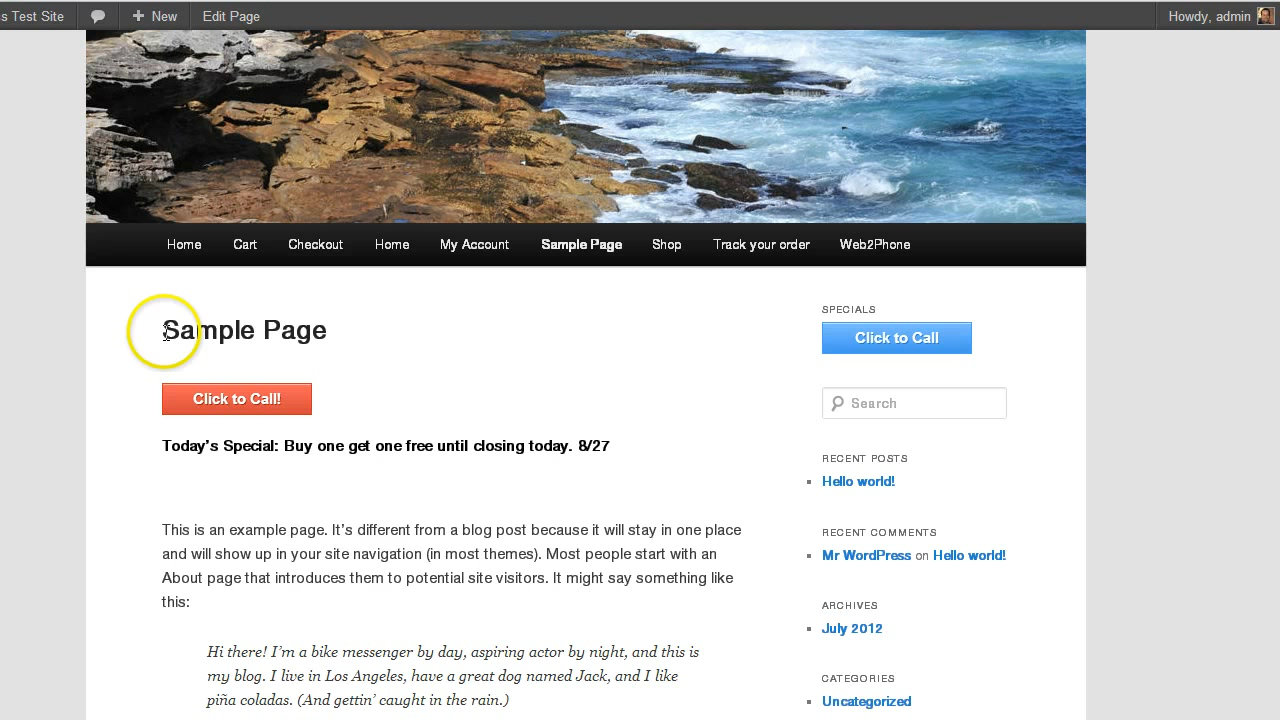 s Test Site
New
Edit Page
Howdy, admin
Home
Cart
Checkout
Home
My Account
Sample Page
Shop
Track your order
Web2Phone
Sample Page
Click to Call!
Today's Special: Buy one get one free until closing today. 8/27
This is an example page. It's different from a blog post because it will stay in one place
and will show up in your site navigation (in most themes). Most people start with an
About page that introduces them to potential site visitors. It might say something like
this:
Hi there! I'm a bike messenger by day, aspiring actor by night, and this is
my blog. I live in Los Angeles, have a great dog named Jack, and I like
piña coladas. (And gettin' caught in the rain.)
SPECIALS
Click to Call
Search
RECENT POSTS
Hello world!
RECENT COMMENTS
Mr WordPress on Hello world!
ARCHIVES
July 2012
CATEGORIES
Uncategorized